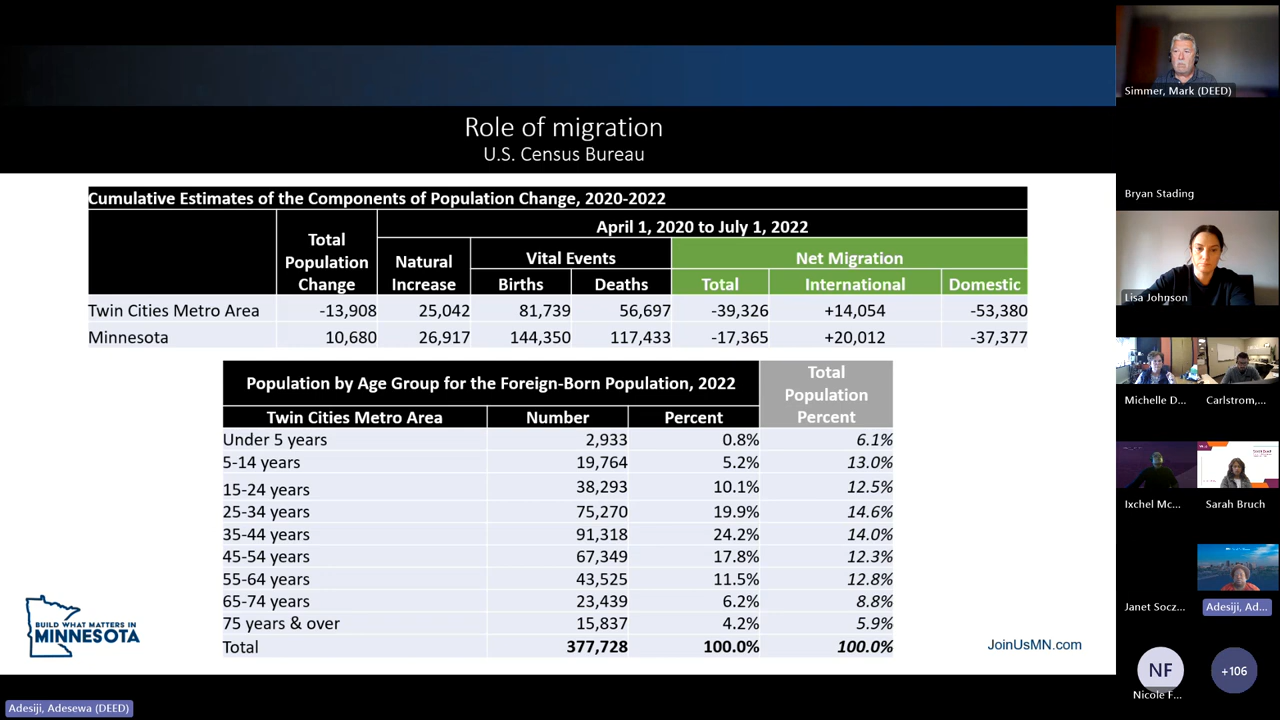 Role of migration
U.S. Census Bureau
Cumulative Estimates of the Components of Population Change, 2020-2022
Total Population Change
April 1, 2020 to July 1, 2022
Natural Increase
Vital Events
Net Migration
Births Deaths Total International Domestic
Twin Cities Metro Area -13,908 25,042 81,739 56,697 -39,326 +14,054 -53,380
Minnesota 10,680 26,917 144,350 117,433 -17,365 +20,012 -37,377
Population by Age Group for the Foreign-Born Population, 2022
Total Population Percent
Twin Cities Metro Area Number Percent
Under 5 years 2,933 0.8% 6.1%
5-14 years 19,764 5.2% 13.0%
15-24 years 38,293 10.1% 12.5%
25-34 years 75,270 19.9% 14.6%
35-44 years 91,318 24.2% 14.0%
45-54 years 67,349 17.8% 12.3%
55-64 years 43,525 11.5% 12.8%
65-74 years 23,439 6.2% 8.8%
75 years & over 15,837 4.2% 5.9%
Total 377,728 100.0% 100.0%
BUILD WHAT MATTERS IN
MINNESOTA
JoinUsMN.com
Adesiji, Adesewa (DEED)
Simmer, Mark (DEED)
Bryan Stading
Lisa Johnson
Michelle D... Carlstrom,...
Ixchel Mc... Sarah Bruch
Janet Socz... Adesiji, Ad...
NF
+106
Nicole F...